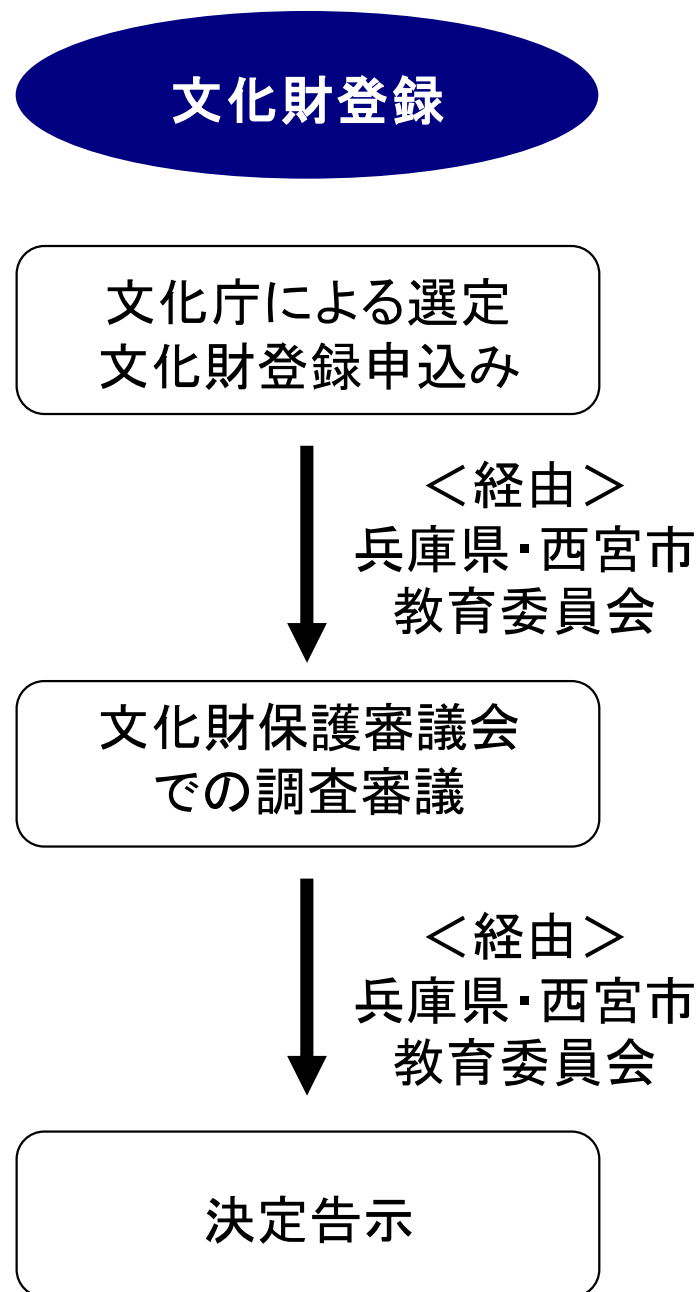 文化財登録
文化庁による選定
文化財登録申込み
＜経由＞
兵庫県・西宮市
教育委員会
文化財保護審議会
での調査審議
＜経由＞
兵庫県・西宮市
教育委員会
決定告示